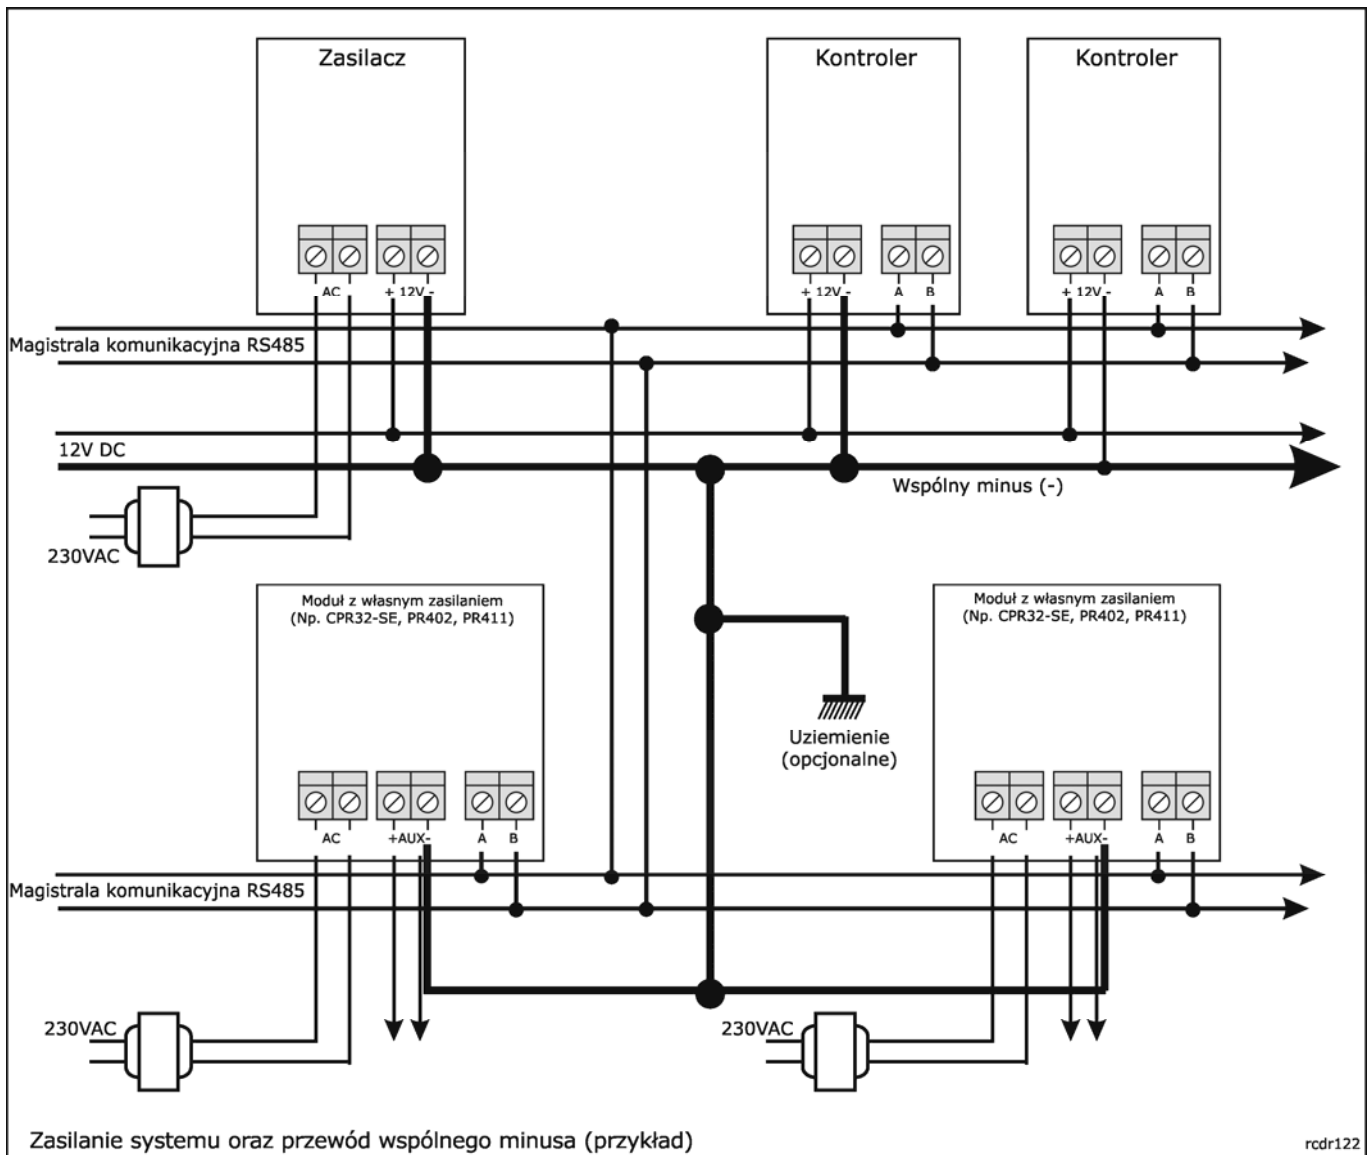 Zasilacz
Kontroler
Kontroler
AC
+ 12V -
+ 12V -
A
B
+ 12V -
A
B
Magistrala komunikacyjna RS485
12V DC
Wspólny minus (-)
230VAC
Moduł z własnym zasilaniem
(Np. CPR32-SE, PR402, PR411)
Moduł z własnym zasilaniem
(Np. CPR32-SE, PR402, PR411)
Uziemienie
(opcjonalne)
AC
+AUX-
A
B
AC
+AUX-
A
B
Magistrala komunikacyjna RS485
230VAC
230VAC
Zasilanie systemu oraz przewód wspólnego minusa (przykład)
rcdr122